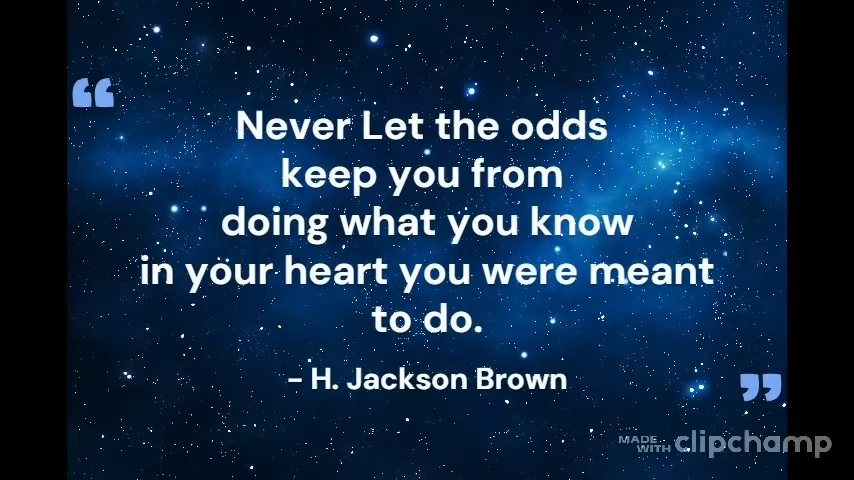 “
Never Let the odds
keep you from
doing what you know
in your heart you were meant
to do.
– H. Jackson Brown
”
MADE WITH clipchamp